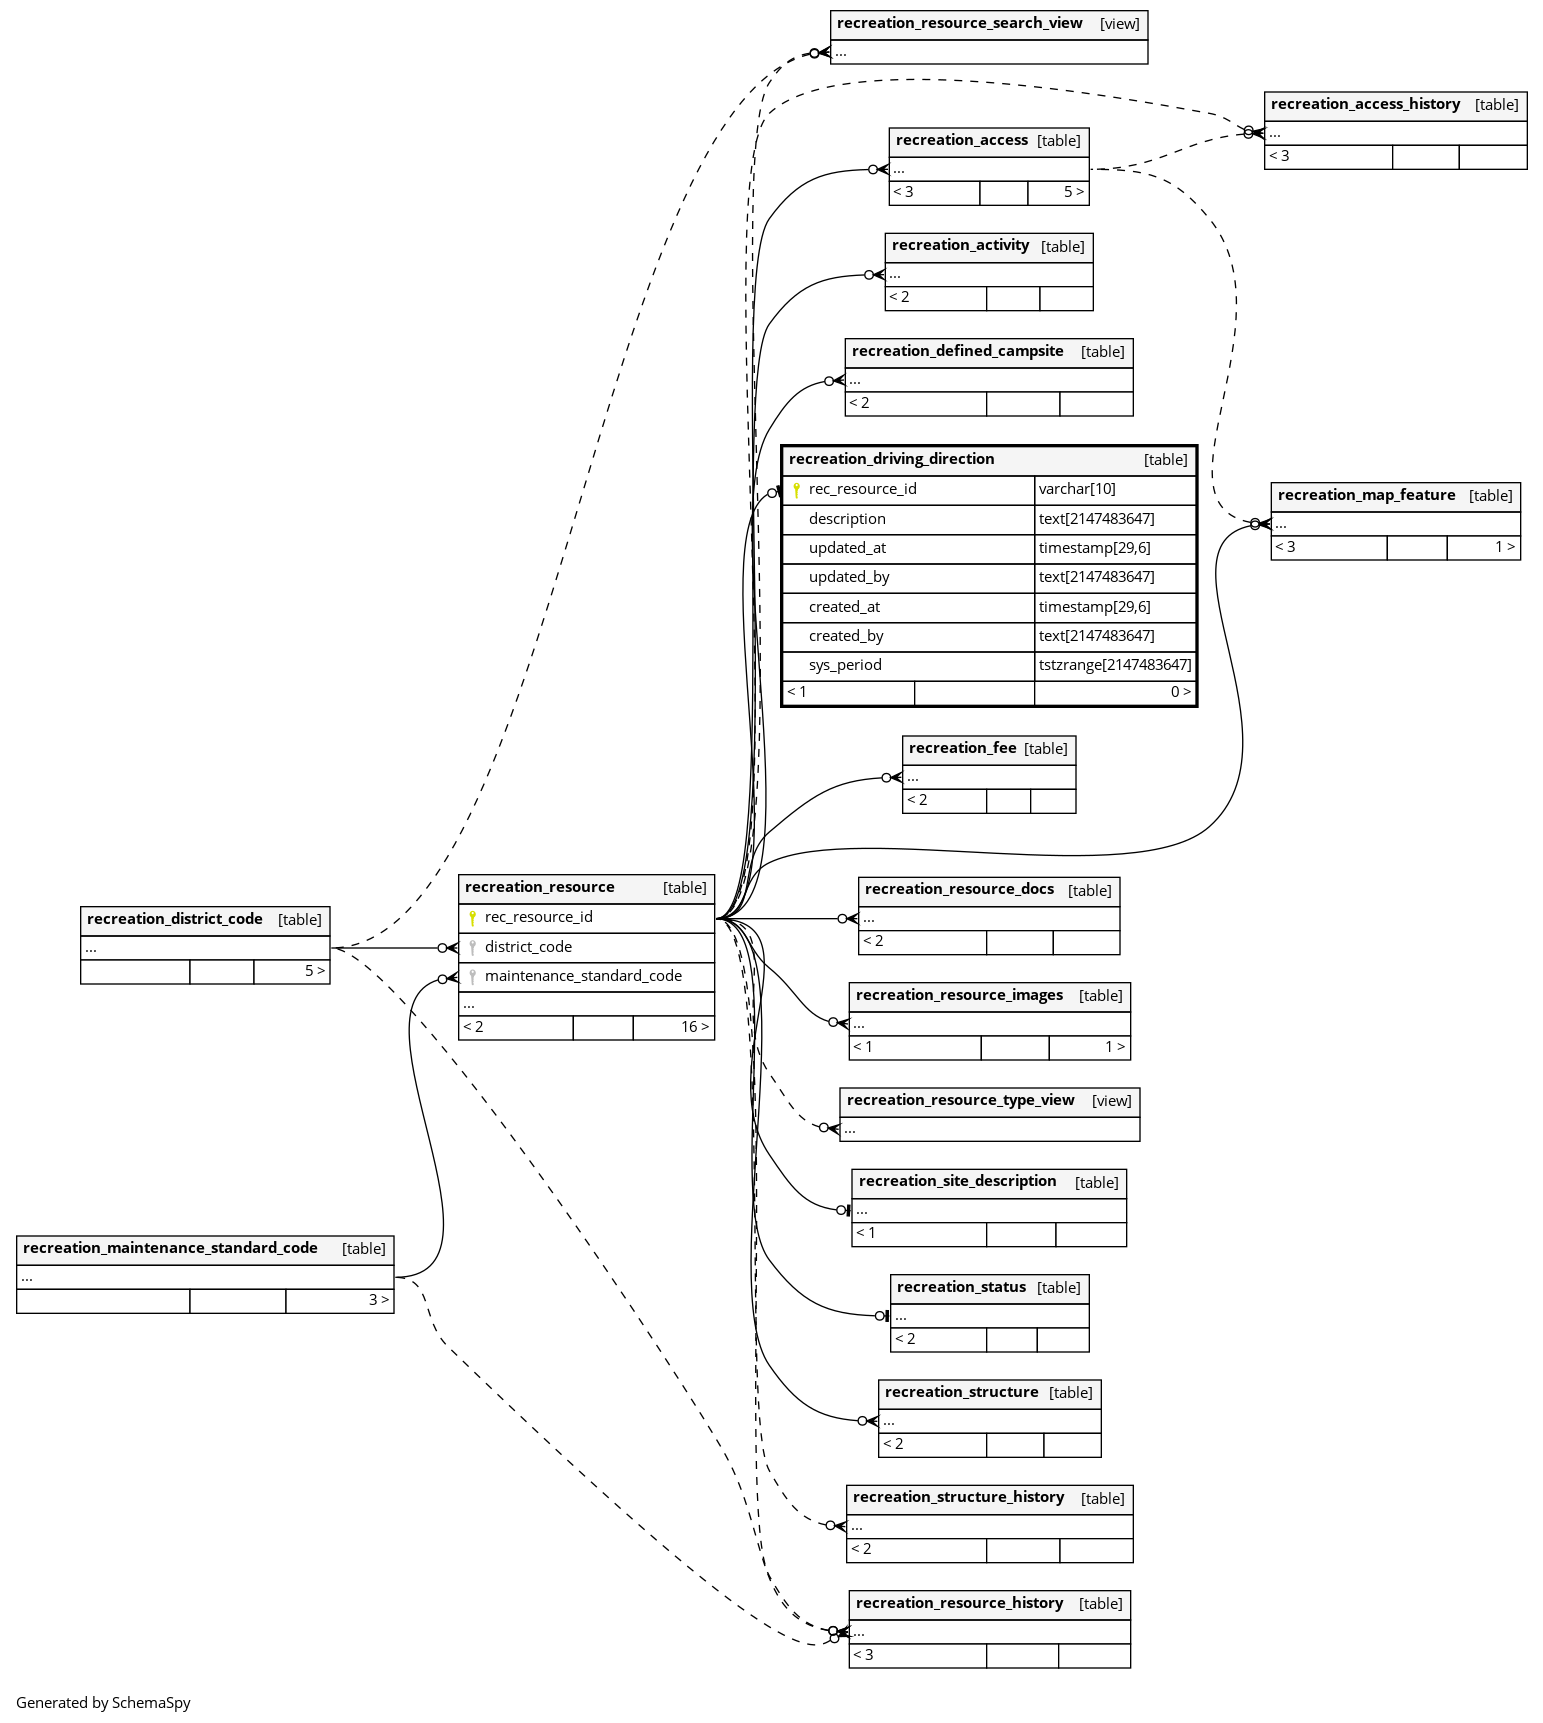 recreation_resource_search_view [view]
...
recreation_access_history [table]
...
< 3
recreation_access [table]
...
< 3 5 >
recreation_activity [table]
...
< 2
recreation_defined_campsite [table]
...
< 2
recreation_driving_direction [table]
rec_resource_id varchar[10]
description text[2147483647]
updated_at timestamp[29,6]
updated_by text[2147483647]
created_at timestamp[29,6]
created_by text[2147483647]
sys_period tstzrange[2147483647]
< 1 0 >
recreation_map_feature [table]
...
< 3 1 >
recreation_fee [table]
...
< 2
recreation_resource [table]
rec_resource_id
district_code
maintenance_standard_code
...
< 2 16 >
recreation_district_code [table]
...
5 >
recreation_resource_docs [table]
...
< 2
recreation_resource_images [table]
...
< 1 1 >
recreation_resource_type_view [view]
...
recreation_site_description [table]
...
< 1
recreation_maintenance_standard_code [table]
...
3 >
recreation_status [table]
...
< 2
recreation_structure [table]
...
< 2
recreation_structure_history [table]
...
< 2
recreation_resource_history [table]
...
< 3
Generated by SchemaSpy